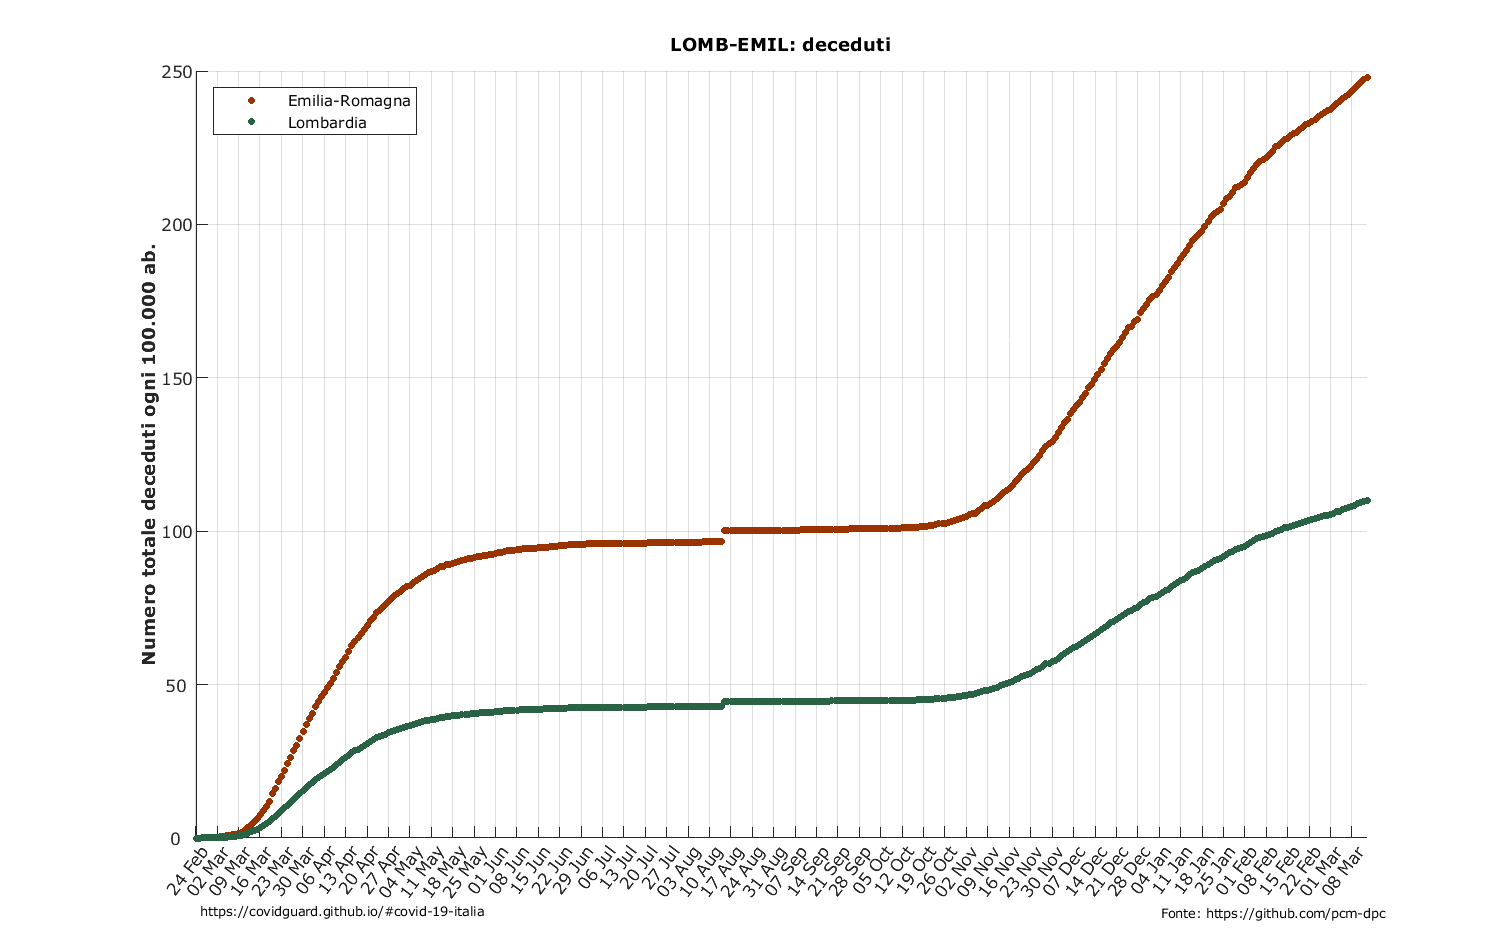 LOMB-EMIL: deceduti
Emilia-Romagna
Lombardia
Numero totale deceduti ogni 100.000 ab.
250
200
150
100
50
0
24 Feb
02 Mar
09 Mar
16 Mar
23 Mar
30 Mar
06 Apr
13 Apr
20 Apr
27 Apr
04 May
11 May
18 May
25 May
01 Jun
08 Jun
15 Jun
22 Jun
29 Jun
06 Jul
13 Jul
20 Jul
27 Jul
03 Aug
10 Aug
17 Aug
24 Aug
31 Aug
07 Sep
14 Sep
21 Sep
28 Sep
05 Oct
12 Oct
19 Oct
26 Oct
02 Nov
09 Nov
16 Nov
23 Nov
30 Nov
07 Dec
14 Dec
21 Dec
28 Dec
04 Jan
11 Jan
18 Jan
25 Jan
01 Feb
08 Feb
15 Feb
22 Feb
01 Mar
08 Mar
https://covidguard.github.io/#covid-19-italia
Fonte: https://github.com/pcm-dpc